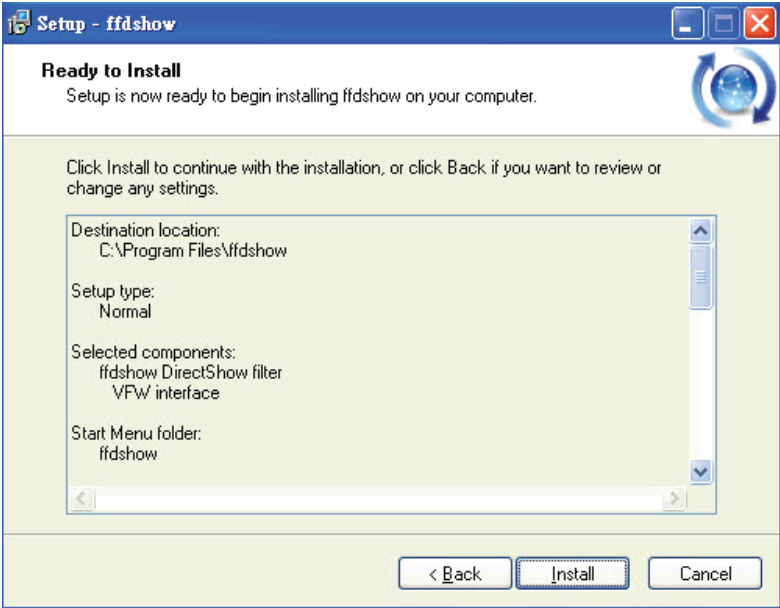 Setup - ffdshow
Ready to Install
Setup is now ready to begin installing ffdshow on your computer.
Click Install to continue with the installation, or click Back if you want to review or
change any settings.
Destination location:
C:\Program Files\ffdshow
Setup type:
Normal
Selected components:
ffdshow DirectShow filter
VFW interface
Start Menu folder:
ffdshow
< Back Install Cancel